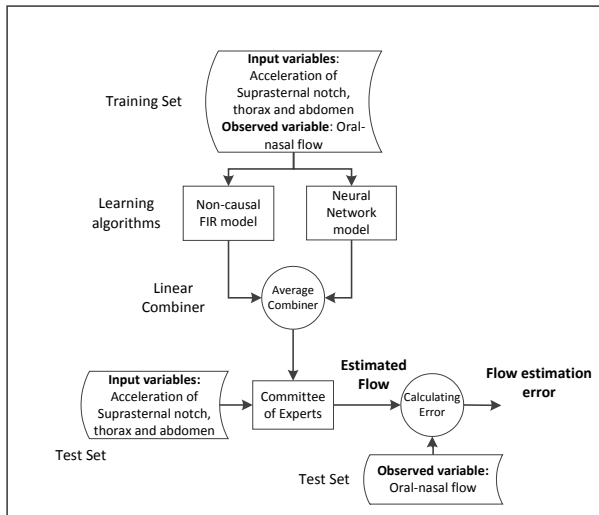 Input variables:
Acceleration of
Suprasternal notch,
thorax and abdomen
Observed variable: Oral-
nasal flow
Training Set
Learning
algorithms
Non-causal
FIR model
Neural
Network
model
Linear
Combiner
Average
Combiner
Input variables:
Acceleration of
Suprasternal notch,
thorax and abdomen
Test Set
Committee
of Experts
Estimated
Flow
Calculating
Error
Flow estimation
error
Test Set
Observed variable:
Oral-nasal flow